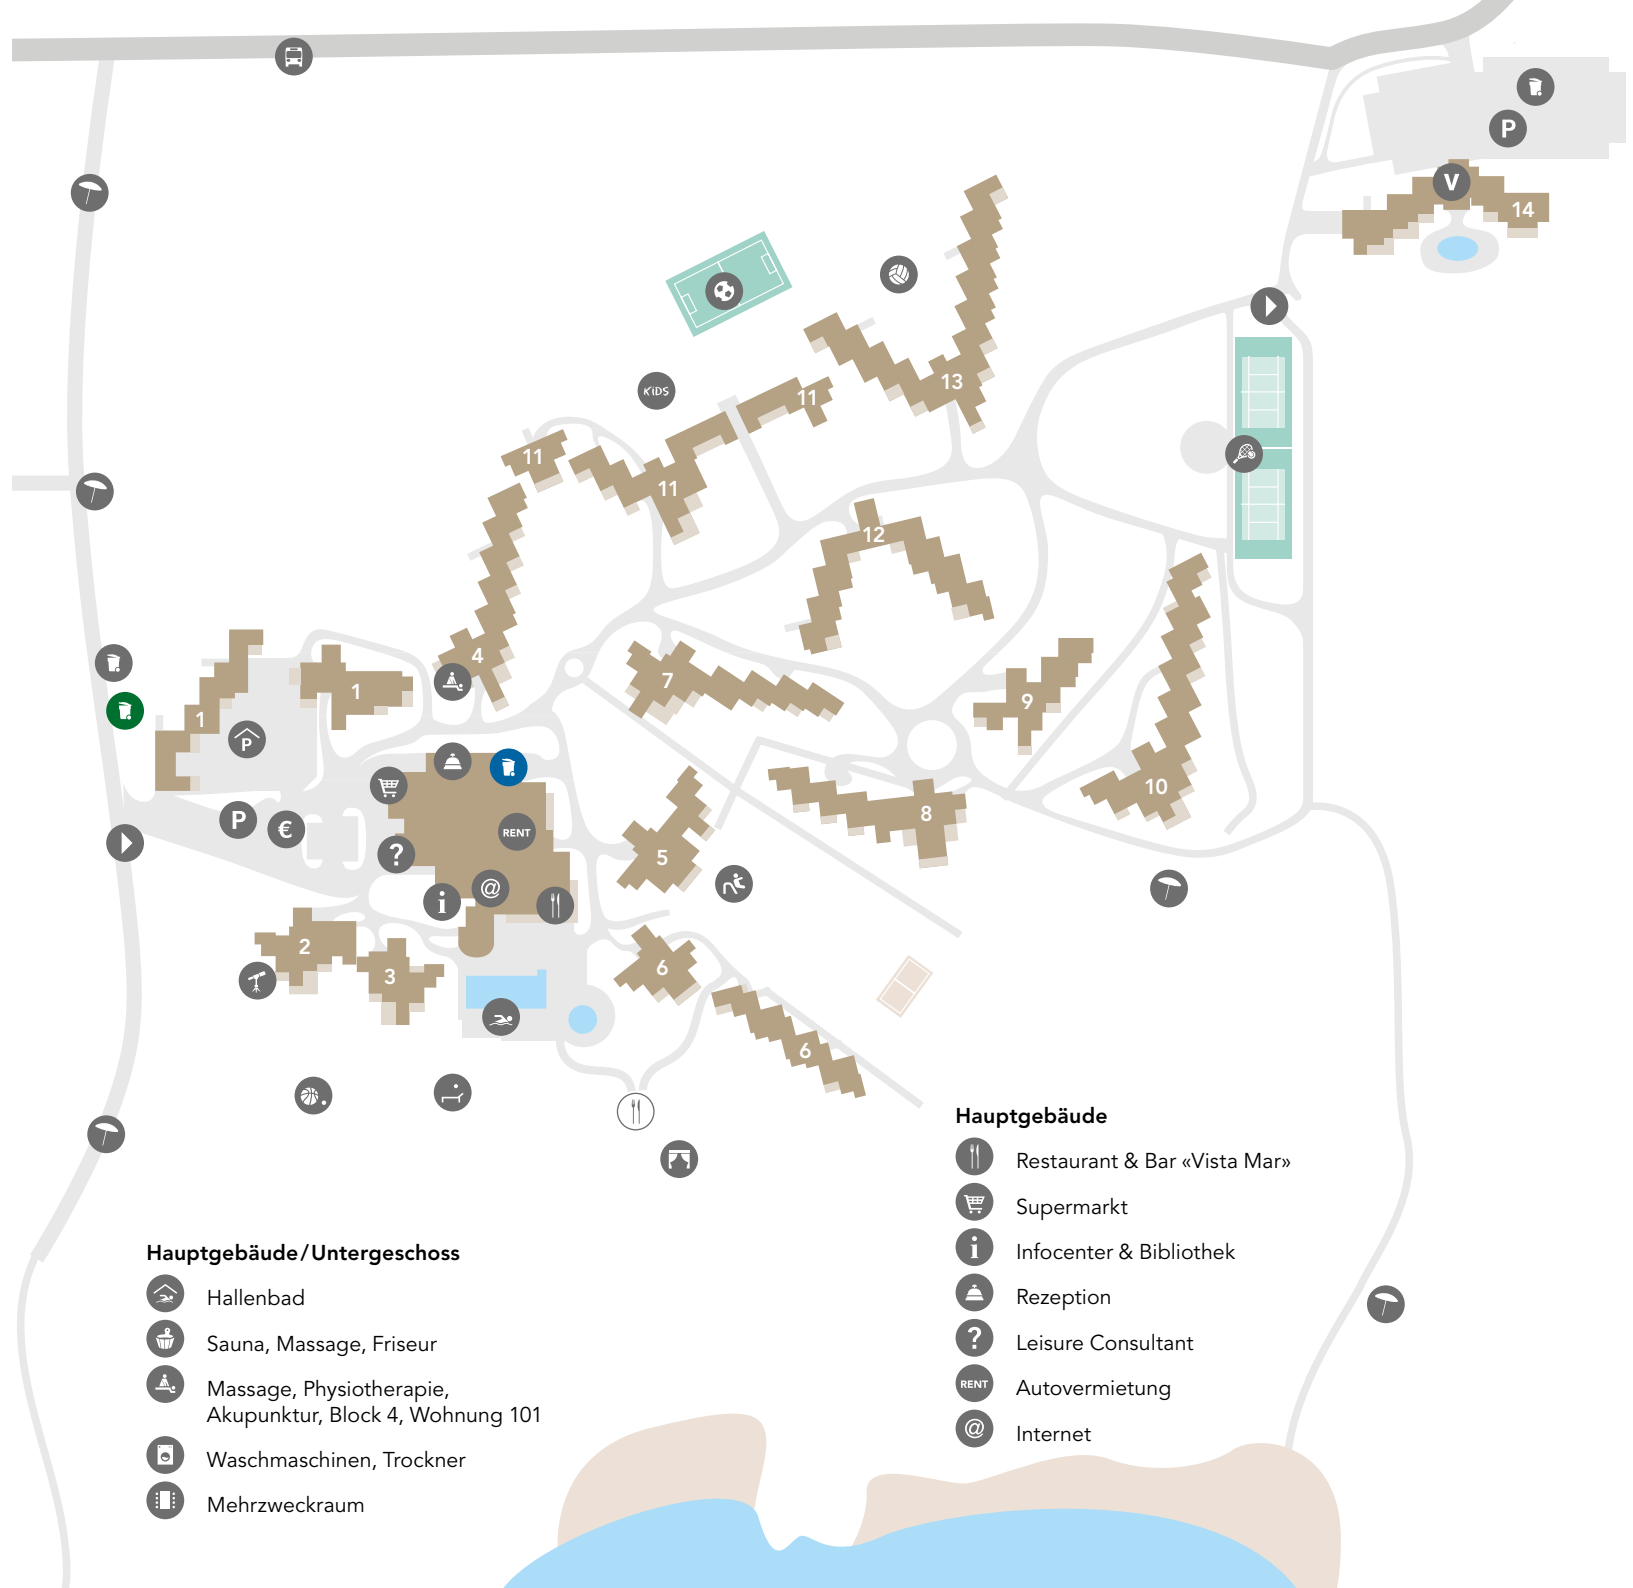 P
V
14
13
KiDS
11
11
11
12
4
7
9
1
1
P
10
8
P
€
RENT
?
5
@
i
2
3
6
6
Hauptgebäude
Restaurant & Bar «Vista Mar»
Supermarkt
i
Infocenter & Bibliothek
Rezeption
?
Leisure Consultant
RENT
Autovermietung
@
Internet
Hauptgebäude/Untergeschoss
Hallenbad
Sauna, Massage, Friseur
Massage, Physiotherapie,
Akupunktur, Block 4, Wohnung 101
Waschmaschinen, Trockner
Mehrzweckraum